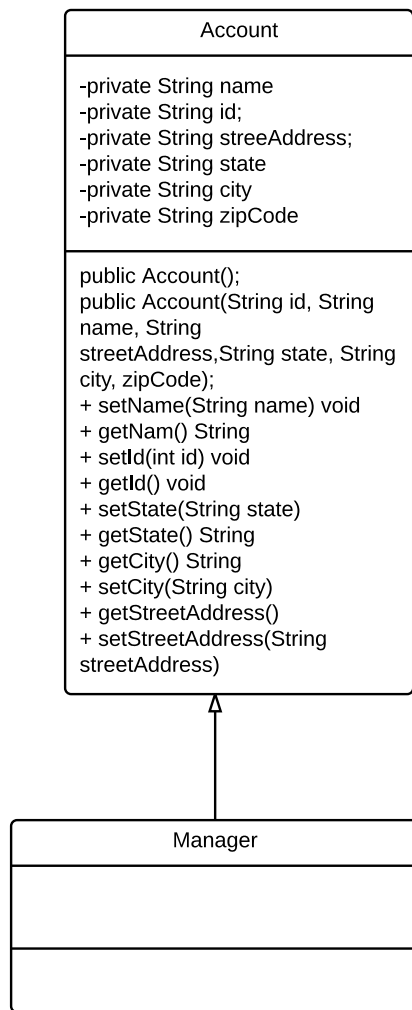 Account
-private String name
-private String id;
-private String streeAddress;
-private String state
-private String city
-private String zipCode
public Account();
public Account(String id, String
name, String
streetAddress,String state, String
city, zipCode);
+ setName(String name) void
+ getNam() String
+ setId(int id) void
+ getId() void
+ setState(String state)
+ getState() String
+ getCity() String
+ setCity(String city)
+ getStreetAddress()
+ setStreetAddress(String
streetAddress)
Manager